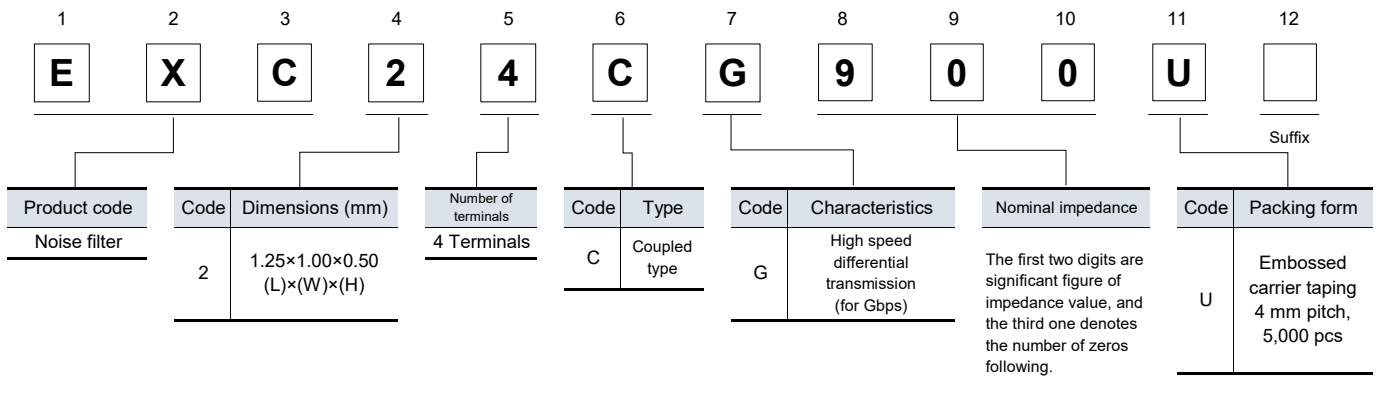 1 2 3 4 5 6 7 8 9 10 11 12
E X C 2 4 C G 9 0 0 U
Suffix
Product code
Noise filter
Code Dimensions (mm)
2 1.25×1.00×0.50
(L)×(W)×(H)
Number of
terminals
4 Terminals
Code Type
C Coupled
type
Code Characteristics
G High speed
differential
transmission
(for Gbps)
Nominal impedance
The first two digits are
significant figure of
impedance value, and
the third one denotes
the number of zeros
following.
Code Packing form
U Embossed
carrier taping
4 mm pitch,
5,000 pcs